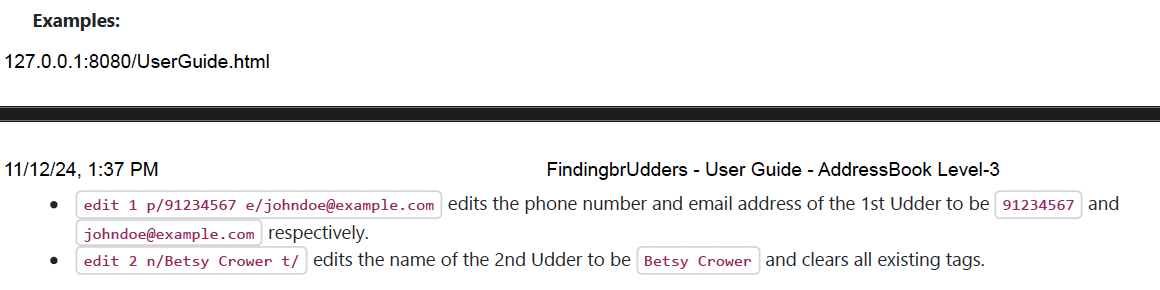 Examples:
127.0.0.1:8080/UserGuide.html
11/12/24, 1:37 PM FindingbrUdders - User Guide - AddressBook Level-3
• edit 1 p/91234567 e/johndoe@example.com edits the phone number and email address of the 1st Udder to be 91234567 and
johndoe@example.com respectively.
• edit 2 n/Betsy Crower t/ edits the name of the 2nd Udder to be Betsy Crower and clears all existing tags.